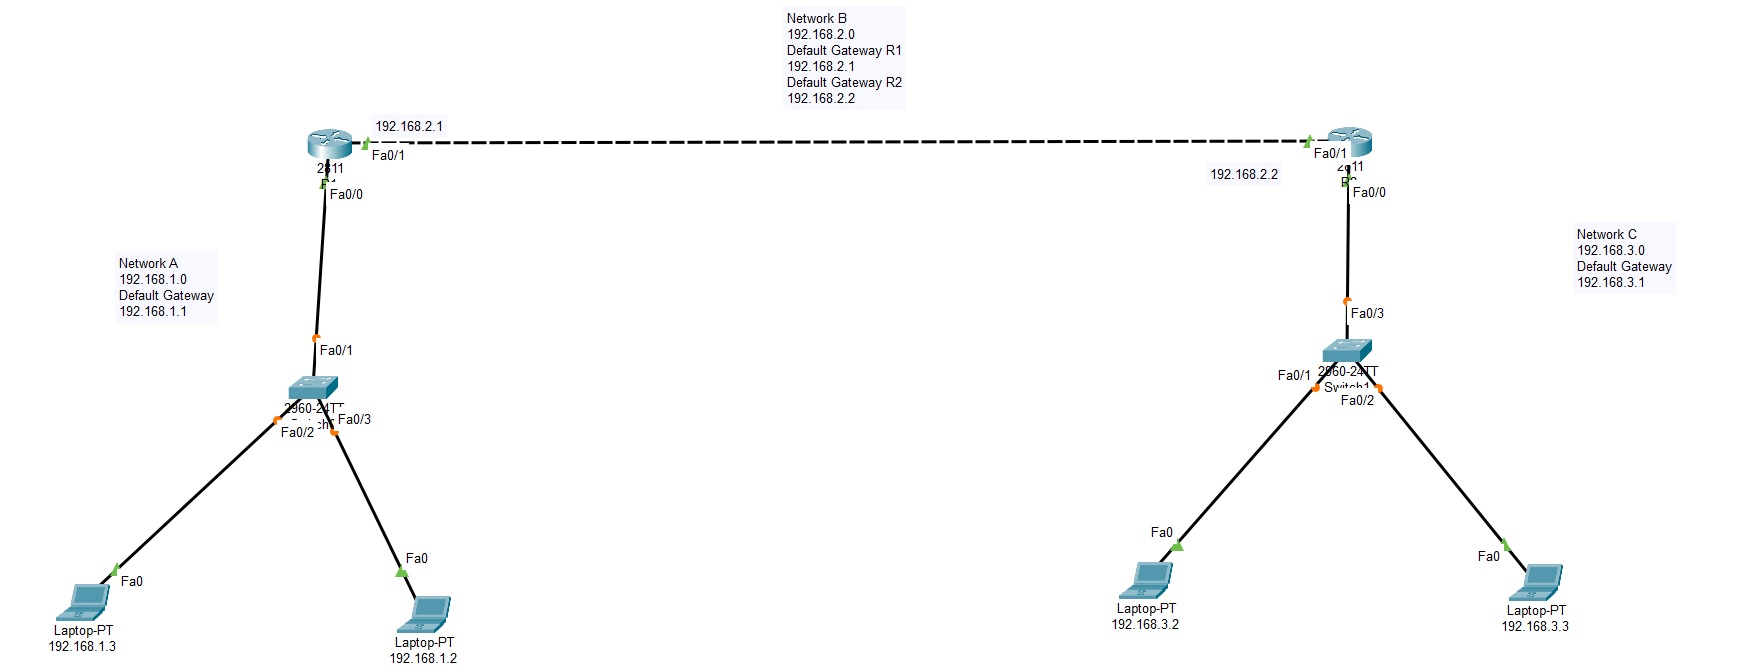 Network B
192.168.2.0
Default Gateway R1
192.168.2.1
Default Gateway R2
192.168.2.2
192.168.2.1
Fa0/1
2811
Fa0/0
Fa0/1
192.168.2.2
Fa0/0
Network A
192.168.1.0
Default Gateway
192.168.1.1
Network C
192.168.3.0
Default Gateway
192.168.3.1
Fa0/1
2960-24TT
Fa0/3
Fa0/2
Fa0/3
2960-24TT
Fa0/1
Switch1
Fa0/2
Fa0
Laptop-PT
192.168.1.3
Fa0
Laptop-PT
192.168.1.2
Fa0
Laptop-PT
192.168.3.2
Fa0
Laptop-PT
192.168.3.3